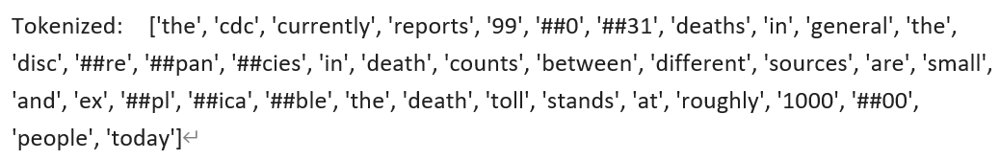 Tokenized: ['the', 'cdc', 'currently', 'reports', '99', '##0', '##31', 'deaths', 'in', 'general', 'the',
'disc', '##re', '##pan', '##cies', 'in', 'death', 'counts', 'between', 'different', 'sources', 'are', 'small',
'and', 'ex', '##pl', '##ica', '##ble', 'the', 'death', 'toll', 'stands', 'at', 'roughly', '1000', '##00',
'people', 'today']↵